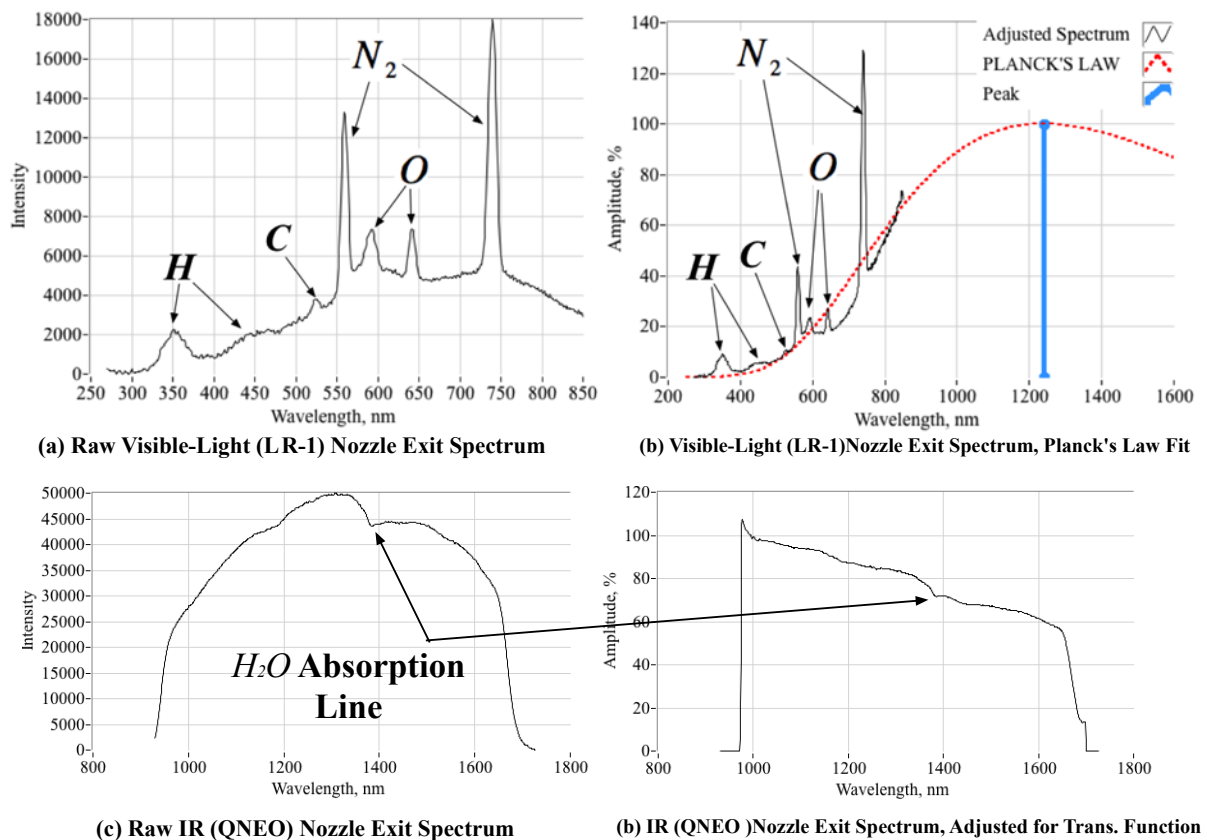 18000
16000
14000
12000
10000
8000
6000
4000
2000
0
Intensity
N2
O
C
H
250 300 350 400 450 500 550 600 650 700 750 800 850
Wavelength, nm
(a) Raw Visible-Light (LR-1) Nozzle Exit Spectrum
140
120
100
80
60
40
20
0
Amplitude, %
Adjusted Spectrum
PLANCK'S LAW
Peak
N2
O
H C
200 400 600 800 1000 1200 1400 1600
Wavelength, nm
(b) Visible-Light (LR-1)Nozzle Exit Spectrum, Planck's Law Fit
50000
45000
40000
35000
30000
25000
20000
15000
10000
5000
0
Intensity
H2O Absorption
Line
800 1000 1200 1400 1600 1800
Wavelength, nm
(c) Raw IR (QNEO) Nozzle Exit Spectrum
120
100
80
60
40
20
0
Amplitude, %
800 1000 1200 1400 1600 1800
Wavelength, nm
(b) IR (QNEO )Nozzle Exit Spectrum, Adjusted for Trans. Function